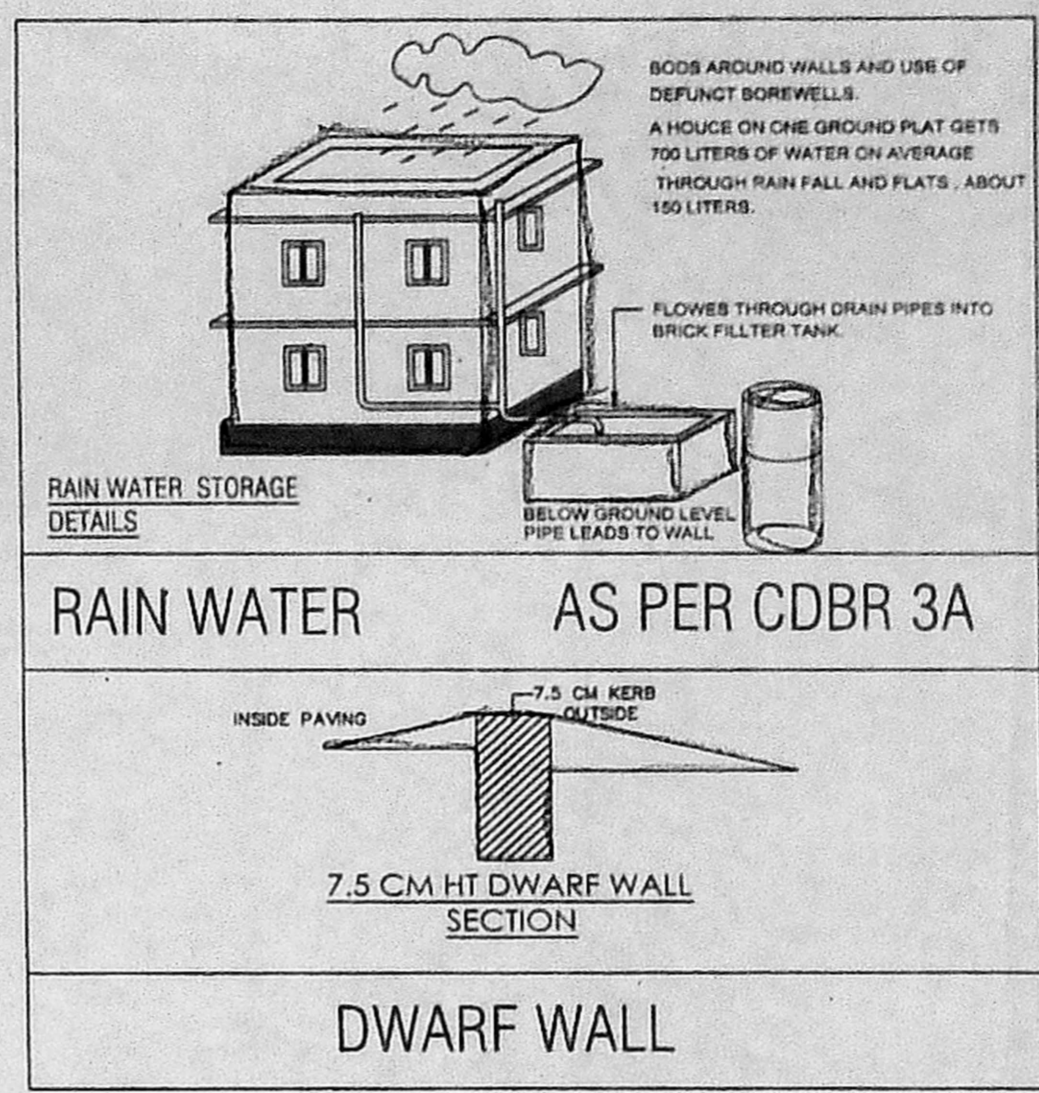 BODS AROUND WALLS AND USE OF
DEFUNCT BOREWELLS.
A HOUCE ON ONE GROUND PLAT GETS
700 LITERS OF WATER ON AVERAGE
THROUGH RAIN FALL AND FLATS , ABOUT
150 LITERS.
FLOWES THROUGH DRAIN PIPES INTO
BRICK FILLTER TANK.
RAIN WATER STORAGE
DETAILS
BELOW GROUND LEVEL
PIPE LEADS TO WALL
RAIN WATER AS PER CDBR 3A
7.5 CM KERB
INSIDE PAVING OUTSIDE
7.5 CM HT DWARF WALL
SECTION
DWARF WALL